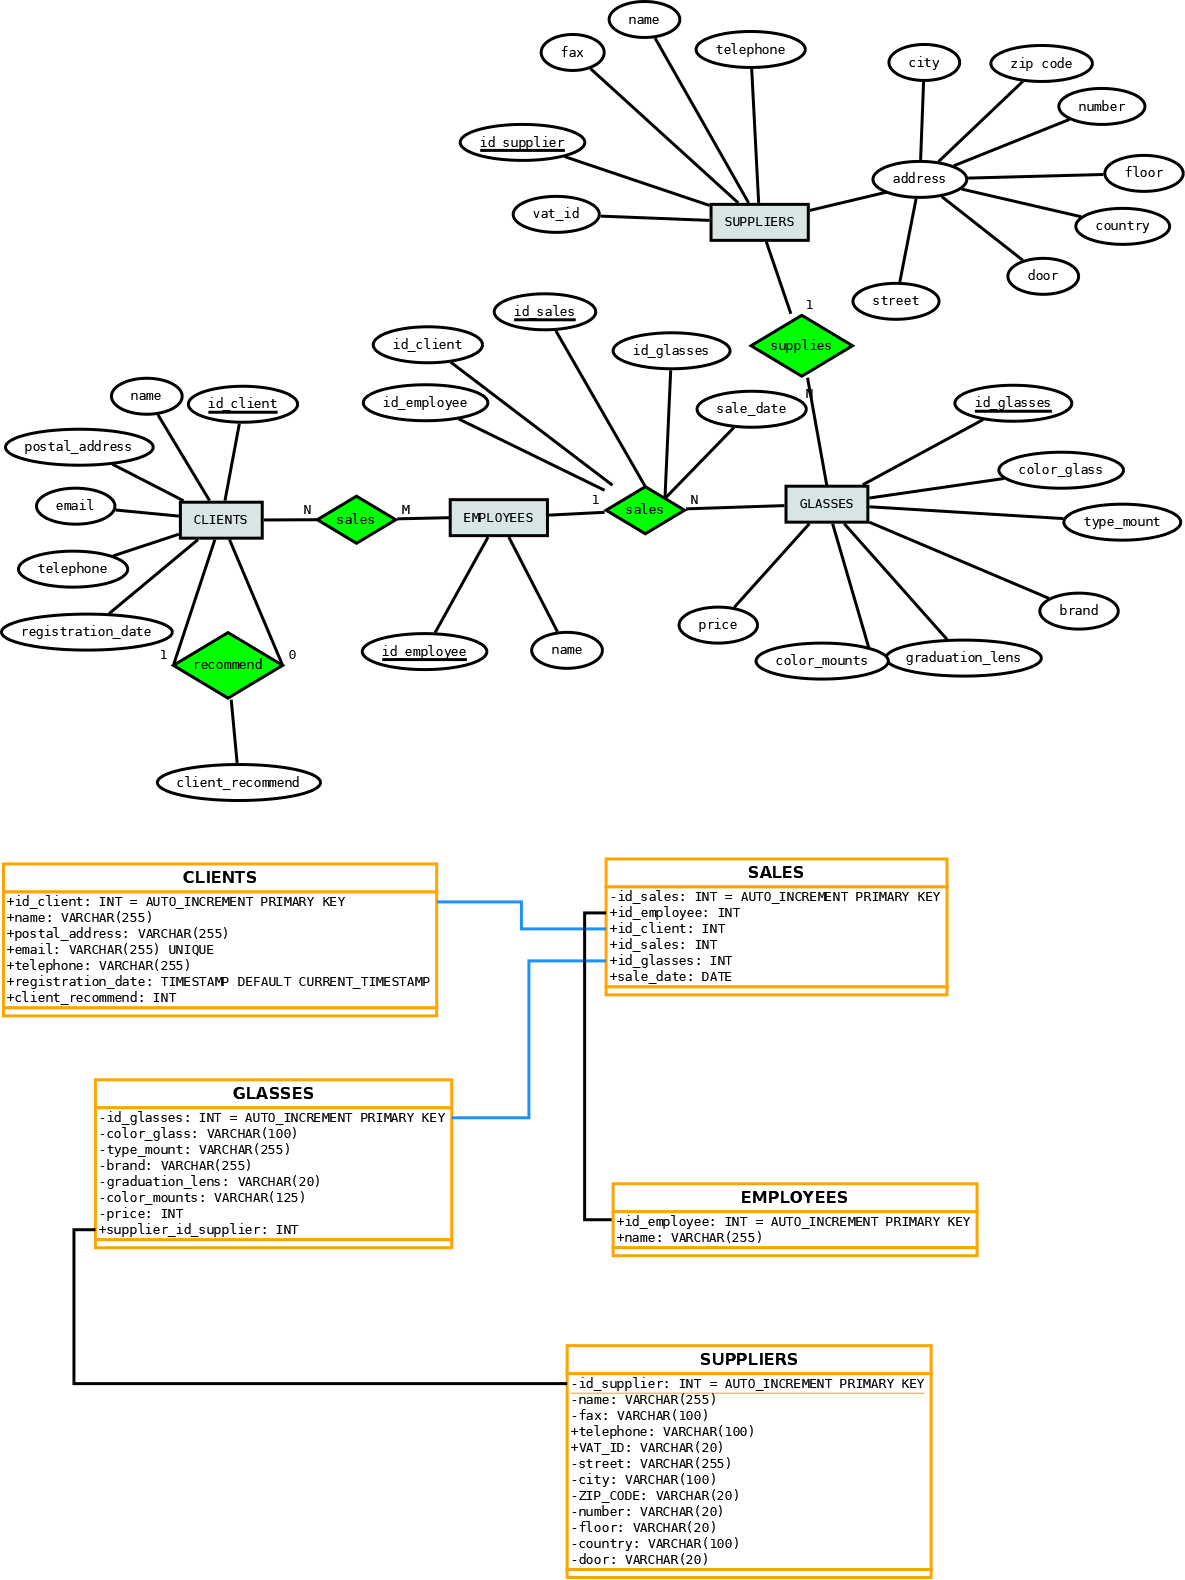 name
fax
telephone
city
zip code
number
id_supplier
address
floor
vat_id
SUPPLIERS
country
door
street
1
id_sales
id_client
id_glasses
supplies
M
name
id_client
id_employee
sale_date
id_glasses
postal_address
color_glass
email
CLIENTS
N
sales
M
EMPLOYEES
1
sales
N
GLASSES
type_mount
telephone
registration_date
price
brand
1
recommend
0
id_employee
name
color_mounts
graduation_lens
client_recommend
CLIENTS
+id_client: INT = AUTO_INCREMENT PRIMARY KEY
+name: VARCHAR(255)
+postal_address: VARCHAR(255)
+email: VARCHAR(255) UNIQUE
+telephone: VARCHAR(255)
+registration_date: TIMESTAMP DEFAULT CURRENT_TIMESTAMP
+client_recommend: INT
SALES
-id_sales: INT = AUTO_INCREMENT PRIMARY KEY
+id_employee: INT
+id_client: INT
+id_sales: INT
+id_glasses: INT
+sale_date: DATE
GLASSES
-id_glasses: INT = AUTO_INCREMENT PRIMARY KEY
-color_glass: VARCHAR(100)
-type_mount: VARCHAR(255)
-brand: VARCHAR(255)
-graduation_lens: VARCHAR(20)
-color_mounts: VARCHAR(125)
-price: INT
+supplier_id_supplier: INT
EMPLOYEES
+id_employee: INT = AUTO_INCREMENT PRIMARY KEY
+name: VARCHAR(255)
SUPPLIERS
-id_supplier: INT = AUTO_INCREMENT PRIMARY KEY
-name: VARCHAR(255)
-fax: VARCHAR(100)
+telephone: VARCHAR(100)
+VAT_ID: VARCHAR(20)
-street: VARCHAR(255)
-city: VARCHAR(100)
-ZIP_CODE: VARCHAR(20)
-number: VARCHAR(20)
-floor: VARCHAR(20)
-country: VARCHAR(100)
-door: VARCHAR(20)